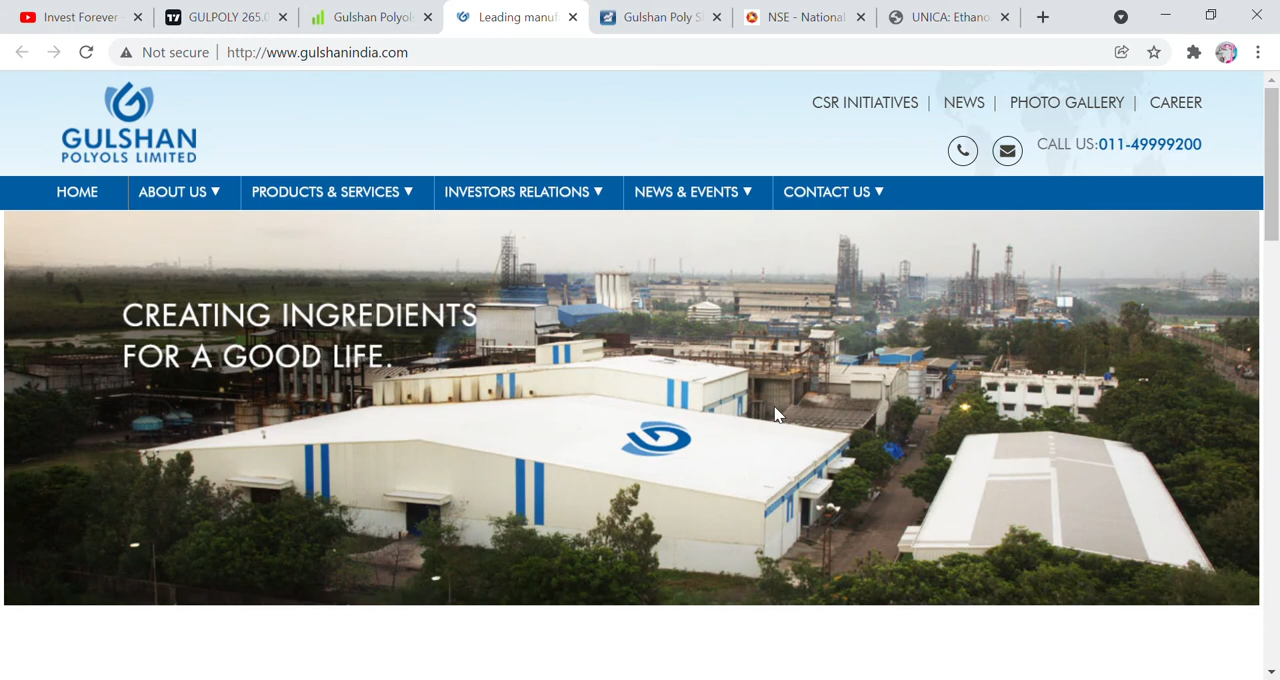 Invest Forever
GULPOLY 265.
Gulshan Polyol
Leading manuf
Gulshan Poly S
NSE - National
UNICA: Ethano
Not secure
http://www.gulshanindia.com
GULSHAN
POLYOLS LIMITED
CSR INITIATIVES | NEWS | PHOTO GALLERY | CAREER
CALL US:011-49999200
HOME
ABOUT US ▼
PRODUCTS & SERVICES ▼
INVESTORS RELATIONS ▼
NEWS & EVENTS ▼
CONTACT US ▼
CREATING INGREDIENTS
FOR A GOOD LIFE.